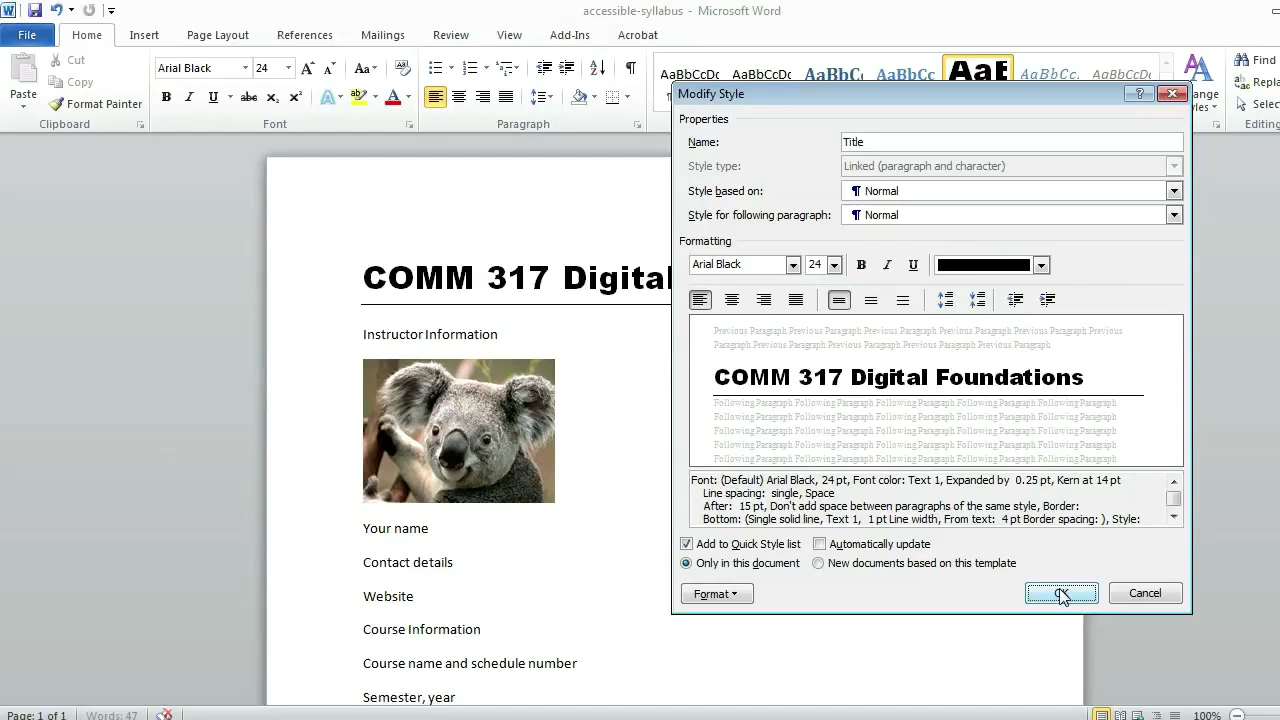 accessible-syllabus - Microsoft Word
File Home Insert Page Layout References Mailings Review View Add-Ins Acrobat
Paste
Cut
Copy
Format Painter
Clipboard
Arial Black 24
Font
Paragraph
AaBbCcDc AaBbCcDc AaBbC AaBbCc AaB AaBbCc. AaBbCc
Find
Select
Editing
COMM 317 Digital
Instructor Information
Your name
Contact details
Website
Course Information
Course name and schedule number
Semester, year
Modify Style
Properties
Name: Title
Style type: Linked (paragraph and character)
Style based on: ¶ Normal
Style for following paragraph: ¶ Normal
Formatting
Arial Black 24 B I U
Previous Paragraph Previous Paragraph Previous Paragraph Previous Paragraph Previous Paragraph Previous
Paragraph Previous Paragraph Previous Paragraph Previous Paragraph Previous Paragraph
COMM 317 Digital Foundations
Following Paragraph Following Paragraph Following Paragraph Following Paragraph Following Paragraph
Following Paragraph Following Paragraph Following Paragraph Following Paragraph Following Paragraph
Following Paragraph Following Paragraph Following Paragraph Following Paragraph Following Paragraph
Following Paragraph Following Paragraph Following Paragraph Following Paragraph Following Paragraph
Following Paragraph Following Paragraph Following Paragraph Following Paragraph Following Paragraph
Font: (Default) Arial Black, 24 pt, Font color: Text 1, Expanded by 0.25 pt, Kern at 14 pt
Line spacing: single, Space
After: 15 pt, Don't add space between paragraphs of the same style, Border:
Bottom: (Single solid line, Text 1, 1 pt Line width, From text: 4 pt Border spacing: ), Style:
Add to Quick Style list Automatically update
Only in this document New documents based on this template
Format OK Cancel
Page: 1 of 1 Words: 47 100%